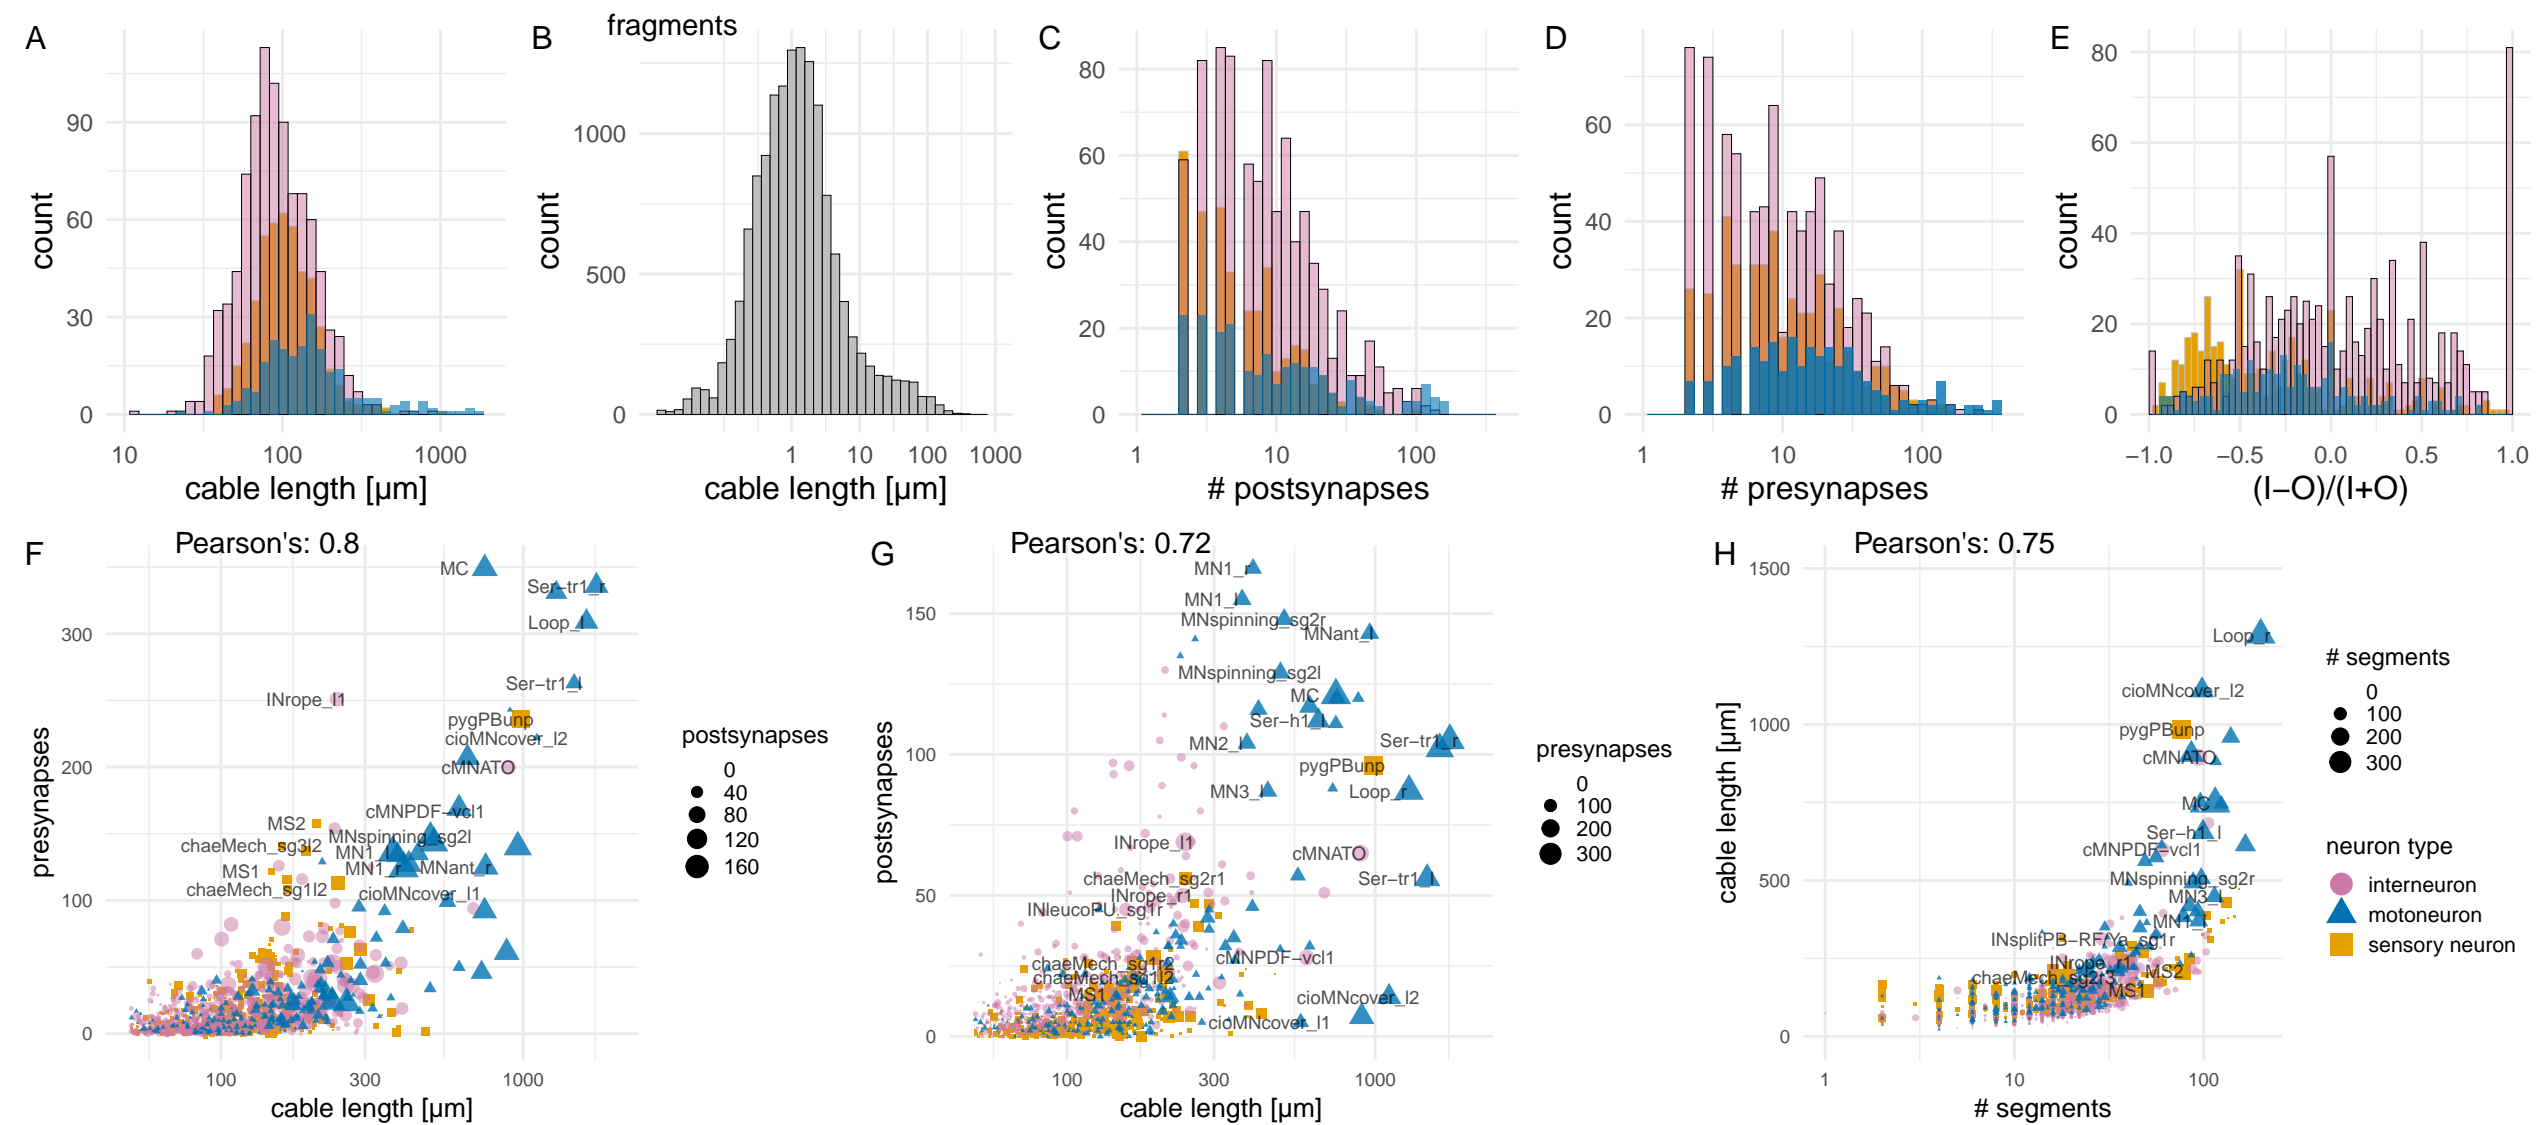 A
count
90
60
30
0
10
100
1000
cable length [µm]
B
fragments
count
1000
500
0
1
10
100
1000
cable length [µm]
C
count
80
60
40
20
0
1
10
100
# postsynapses
D
count
60
40
20
0
1
10
100
# presynapses
E
count
80
60
40
20
0
−1.0
−0.5
0.0
0.5
1.0
(I−O)/(I+O)
F
Pearson's: 0.8
presynapses
300
200
100
0
100
300
1000
cable length [µm]
MC
Ser−tr1_r
Loop_l
Ser−tr1_l
INrope_l1
pygPBunp
cioMNcover_l2
cMNATO
cMNPDF−vcl1
MS2
MNspinning_sg2l
chaeMech_sg3l2
MN1_l
MS1
MN1_r
MNant_r
chaeMech_sg1l2
cioMNcover_l1
postsynapses
0
40
80
120
160
G
Pearson's: 0.72
postsynapses
150
100
50
0
100
300
1000
cable length [µm]
MN1_r
MN1_l
MNspinning_sg2r
MNant_l
MNspinning_sg2l
MC
Ser−h1_l
MN2_l
Ser−tr1_r
pygPBunp
MN3_l
Loop_r
INrope_l1
cMNATO
chaeMech_sg2r1
Ser−tr1_l
INrope_r1
INleucoPU_sg1r
cMNPDF−vcl1
chaeMech_sg1r2
chaeMech_sg1l2
MS1
cioMNcover_l2
cioMNcover_l1
presynapses
0
100
200
300
H
Pearson's: 0.75
cable length [µm]
1500
1000
500
0
1
10
100
# segments
Loop_r
cioMNcover_l2
pygPBunp
cMNATO
MC
Ser−h1_l
cMNPDF−vcl1
MNspinning_sg2r
MN3_l
INsplitPB−RF/Ya_sg1r
INrope_r1
chaeMech_sg2r3
MS2
MS1
# segments
0
100
200
300
neuron type
interneuron
motoneuron
sensory neuron